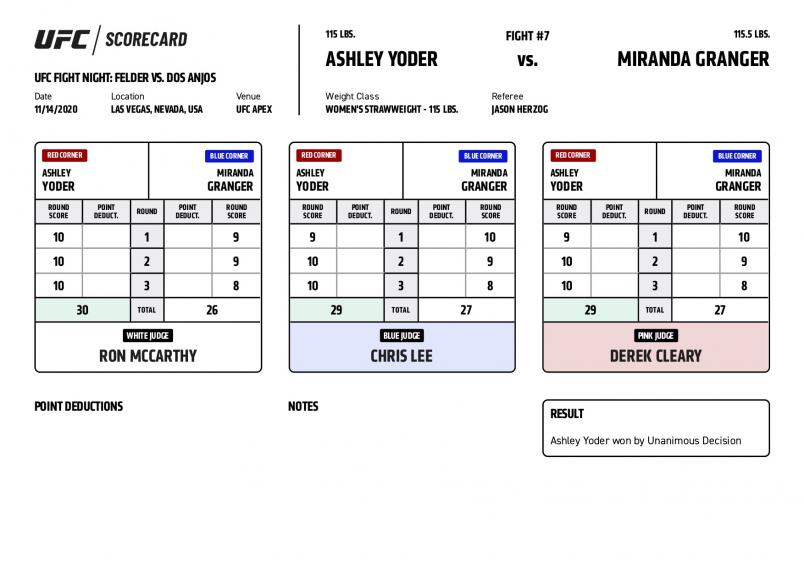 UFC / SCORECARD
UFC FIGHT NIGHT: FELDER VS. DOS ANJOS
Date Location Venue
11/14/2020 LAS VEGAS, NEVADA, USA UFC APEX
115 LBS. FIGHT #7 115.5 LBS.
ASHLEY YODER VS. MIRANDA GRANGER
Weight Class Referee
WOMEN'S STRAWWEIGHT - 115 LBS. JASON HERZOG
RED CORNER BLUE CORNER
ASHLEY MIRANDA
YODER GRANGER
ROUND SCORE POINT DEDUCT. ROUND POINT DEDUCT. ROUND SCORE
10 1 9
10 2 9
10 3 8
30 TOTAL 26
WHITE JUDGE
RON MCCARTHY
RED CORNER BLUE CORNER
ASHLEY MIRANDA
YODER GRANGER
ROUND SCORE POINT DEDUCT. ROUND POINT DEDUCT. ROUND SCORE
9 1 10
10 2 9
10 3 8
29 TOTAL 27
BLUE JUDGE
CHRIS LEE
RED CORNER BLUE CORNER
ASHLEY MIRANDA
YODER GRANGER
ROUND SCORE POINT DEDUCT. ROUND POINT DEDUCT. ROUND SCORE
9 1 10
10 2 9
10 3 8
29 TOTAL 27
PINK JUDGE
DEREK CLEARY
POINT DEDUCTIONS
NOTES
RESULT
Ashley Yoder won by Unanimous Decision